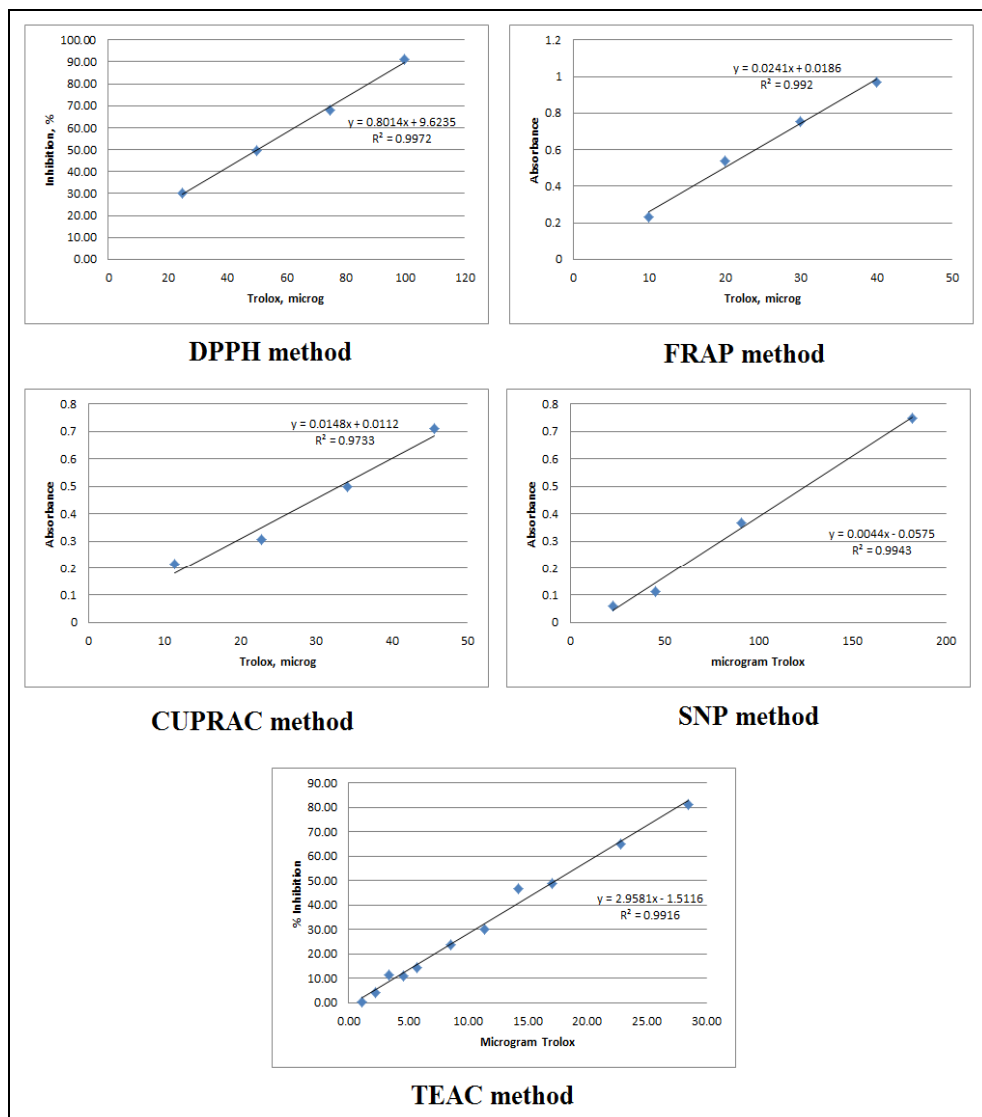 100.00
90.00
80.00
70.00
60.00
50.00
40.00
30.00
20.00
10.00
0.00
Inhibition, %
y = 0.8014x + 9.6235
R² = 0.9972
0 20 40 60 80 100 120
Trolox, microg
DPPH method
1.2
1
0.8
0.6
0.4
0.2
0
Absorbance
y = 0.0241x + 0.0186
R² = 0.992
0 10 20 30 40 50
Trolox, microg
FRAP method
0.8
0.7
0.6
0.5
0.4
0.3
0.2
0.1
0
Absorbance
y = 0.0148x + 0.0112
R² = 0.9733
0 10 20 30 40 50
Trolox, microg
CUPRAC method
0.8
0.7
0.6
0.5
0.4
0.3
0.2
0.1
0
Absorbance
y = 0.0044x - 0.0575
R² = 0.9943
0 50 100 150 200
microgram Trolox
SNP method
90.00
80.00
70.00
60.00
50.00
40.00
30.00
20.00
10.00
0.00
% Inhibition
y = 2.9581x - 1.5116
R² = 0.9916
0.00 5.00 10.00 15.00 20.00 25.00 30.00
Microgram Trolox
TEAC method